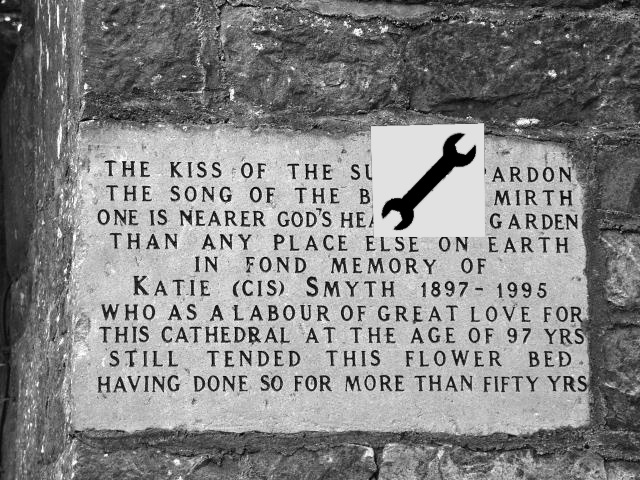 THE KISS OF THE PARDON
THE SONG OF THE MIRTH
ONE IS NEARER GOD'S GARDEN
THAN ANY PLACE ELSE ON EARTH
IN FOND MEMORY OF
KATIE (CIS) SMYTH 1897-1995
WHO AS A LABOUR OF GREAT LOVE FOR
THIS CATHEDRAL AT THE AGE OF 97 YRS
STILL TENDED THIS FLOWER BED
HAVING DONE SO FOR MORE THAN FIFTY YRS